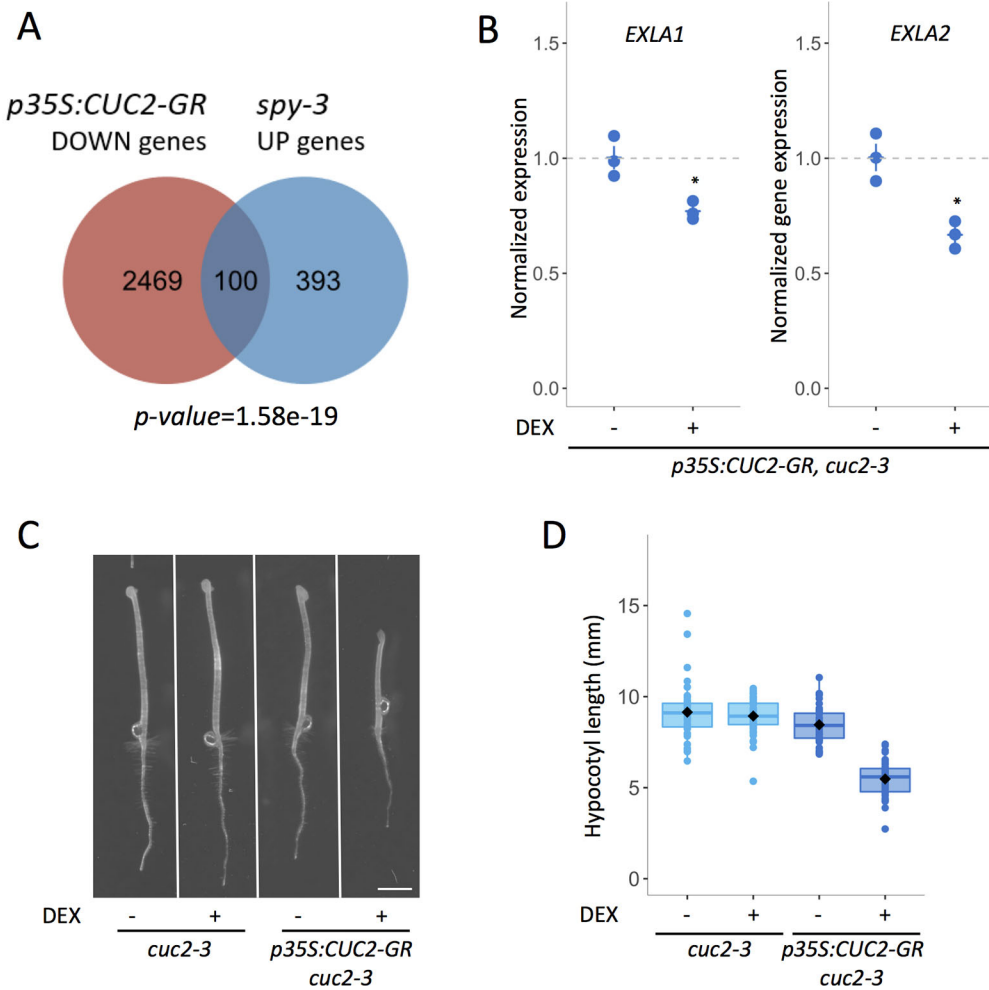 A
p35S:CUC2-GR spy-3
DOWN genes UP genes
2469 100 393
p-value=1.58e-19
B
EXLA1
Normalized expression
1.5
1.0
0.5
0.0
*
DEX - +
EXLA2
Normalized gene expression
1.5
1.0
0.5
0.0
*
- +
p35S:CUC2-GR, cuc2-3
C
DEX - + - +
cuc2-3 p35S:CUC2-GR
cuc2-3
D
Hypocotyl length (mm)
15
10
5
0
DEX - + - +
cuc2-3 p35S:CUC2-GR
cuc2-3